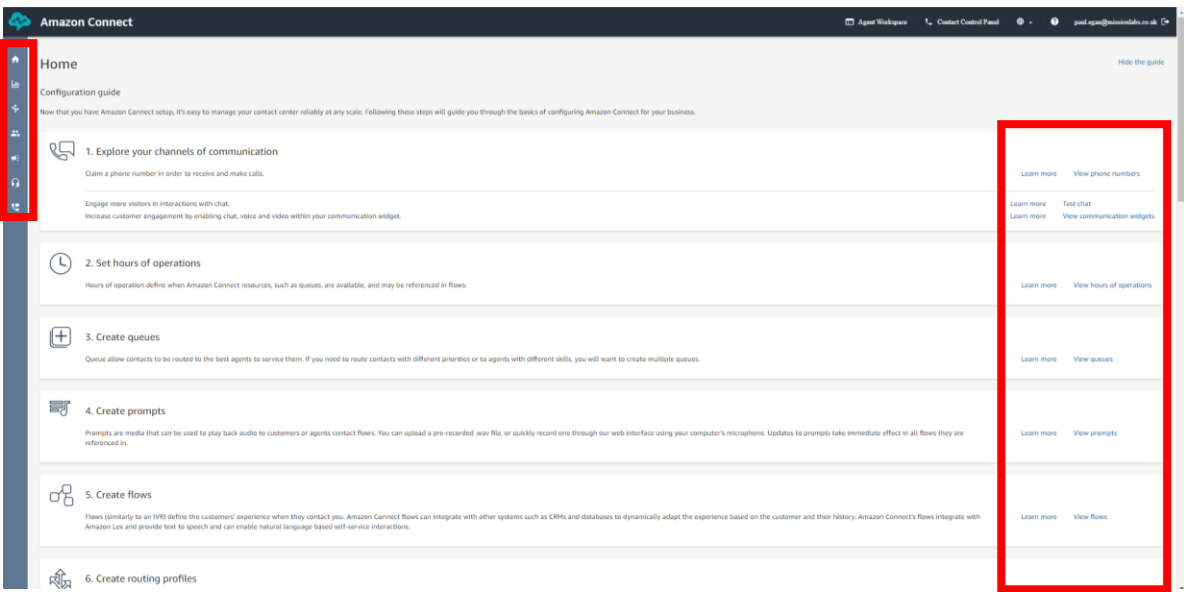 Amazon Connect
Agent Workspace Contact Control Panel paul.egan@missionlabs.co.uk
Home Hide the guide
Configuration guide
Now that you have Amazon Connect setup, it's easy to manage your contact center reliably at any scale. Following these steps will guide you through the basics of configuring Amazon Connect for your business.
1. Explore your channels of communication
Claim a phone number in order to receive and make calls. Learn more View phone numbers
Engage more visitors in interactions with chat. Learn more Test chat
Increase customer engagement by enabling chat, voice and video within your communication widget. Learn more View communication widgets
2. Set hours of operations
Hours of operation define when Amazon Connect resources, such as queues, are available, and may be referenced in flows. Learn more View hours of operations
3. Create queues
Queue allow contacts to be routed to the best agents to service them. If you need to route contacts with different priorities or to agents with different skills, you will want to create multiple queues. Learn more View queues
4. Create prompts
Prompts are media that can be used to play back audio to customers or agents contact flows. You can upload a pre-recorded .wav file, or quickly record one through our web interface using your computer's microphone. Updates to prompts take immediate effect in all flows they are
referenced in.
Learn more View prompts
5. Create flows
Flows (similarly to an IVR) define the customers' experience when they contact you. Amazon Connect flows can integrate with other systems such as CRMs and databases to dynamically adapt the experience based on the customer and their history. Amazon Connect's flows integrate with
Amazon Lex and provide text to speech and can enable natural language based self-service interactions.
Learn more View flows
6. Create routing profiles